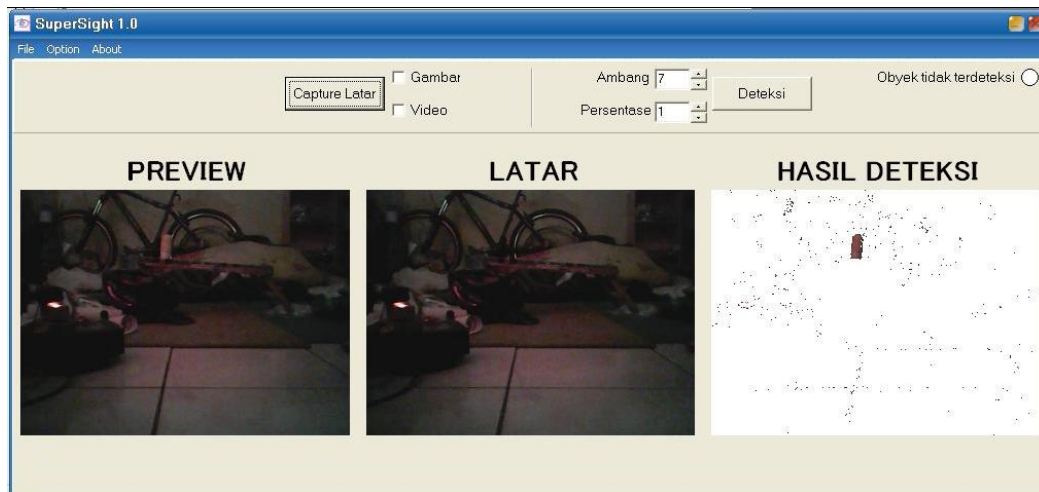 SuperSight 1.0
File Option About
Capture Latar
Gambar
Video
Ambang 7
Persentase 1
Deteksi
Obyek tidak terdeteksi
PREVIEW
LATAR
HASIL DETEKSI